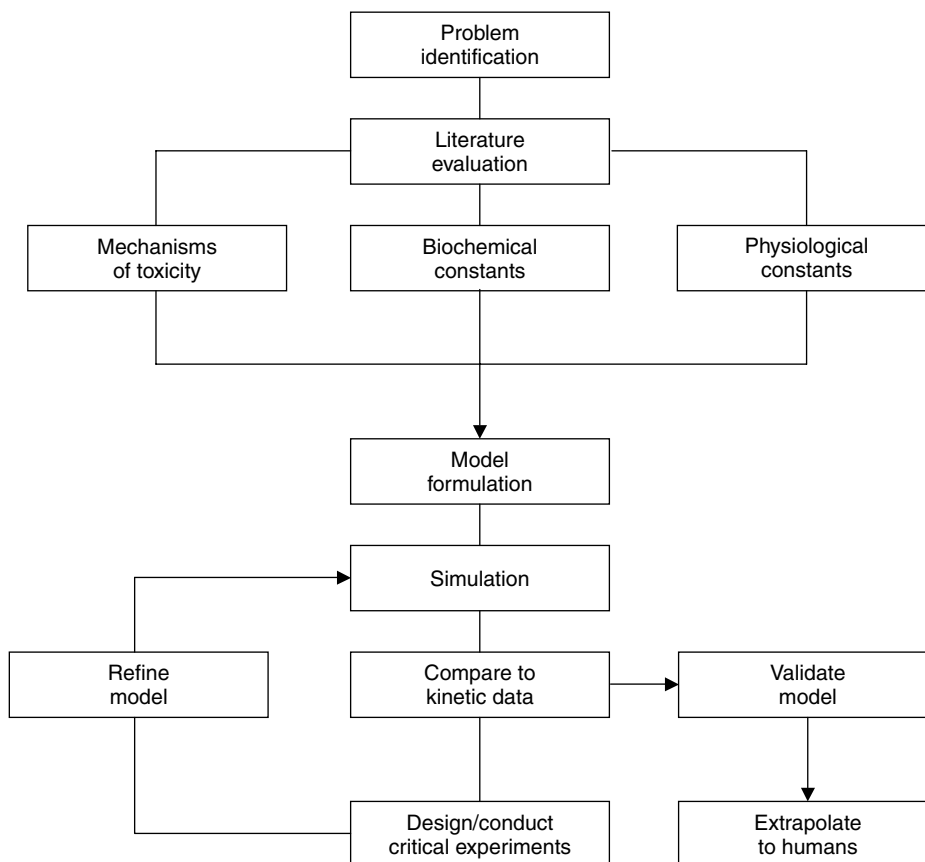 Problem
identification
Literature
evaluation
Mechanisms
of toxicity
Biochemical
constants
Physiological
constants
Model
formulation
Simulation
Refine
model
Compare to
kinetic data
Validate
model
Design/conduct
critical experiments
Extrapolate
to humans